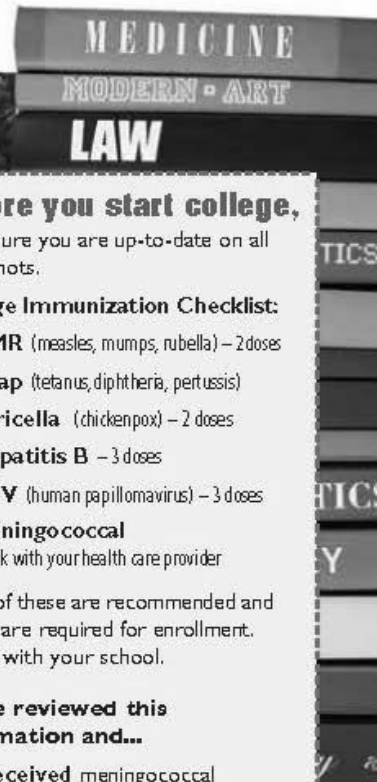 MEDICINE
MODERN - ART
LAW
ore you start college,
ure you are up-to-date on all
hots.
ge Immunization Checklist:
MR (measles, mumps, rubella) – 2 doses
ap (tetanus, diphtheria, pertussis)
ricella (chickenpox) – 2 doses
patitis B – 3 doses
V (human papillomavirus) – 3 doses
ningococcal
k with your health care provider
of these are recommended and
are required for enrollment.
with your school.
e reviewed this
mation and...
eceived meningococcal
TICS
TICS
Y